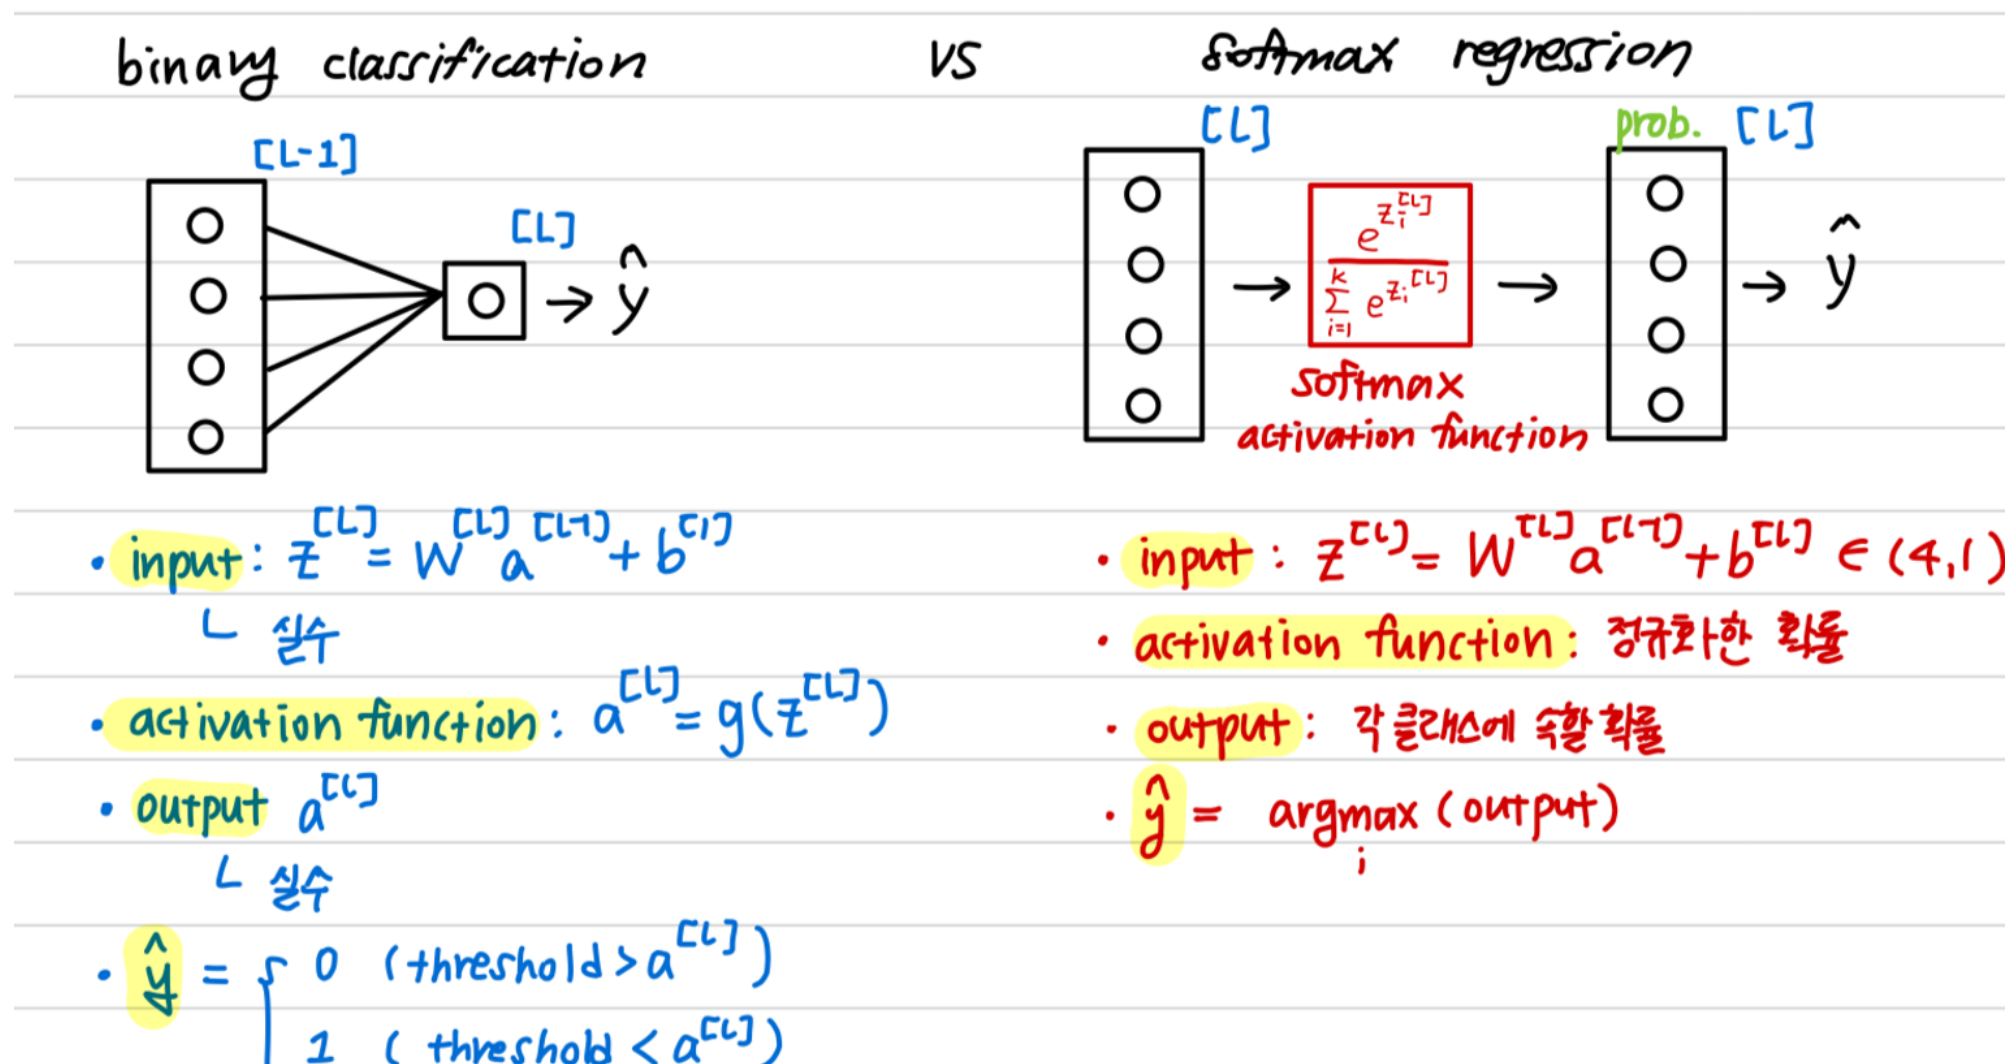 binary classification vs softmax regression
[L-1]
[L]
ŷ
[L]
e^{z_i^{[L]}}
∑_{i=1}^{k} e^{z_i^{[L]}}
softmax
activation function
prob. [L]
ŷ
· input : z^{[L]} = W^{[L]} a^{[L-1]} + b^{[1]}
ㄴ 실수
· activation function : a^{[L]} = g(z^{[L]})
· output a^{[L]}
ㄴ 실수
· ŷ = { 0 (threshold > a^{[L]})
1 ( threshold < a^{[L]})
· input : z^{[L]} = W^{[L]} a^{[L-1]} + b^{[L]} ∈ (4,1)
· activation function : 정규화한 확률
· output : 각 클래스에 속할 확률
· ŷ = argmax (output)
i